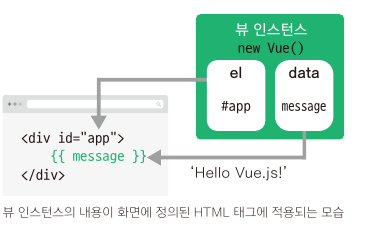 뷰 인스턴스
new Vue()
el
data
#app
message
<div id="app">
{{ message }}
</div>
‘Hello Vue.js!’
뷰 인스턴스의 내용이 화면에 정의된 HTML 태그에 적용되는 모습